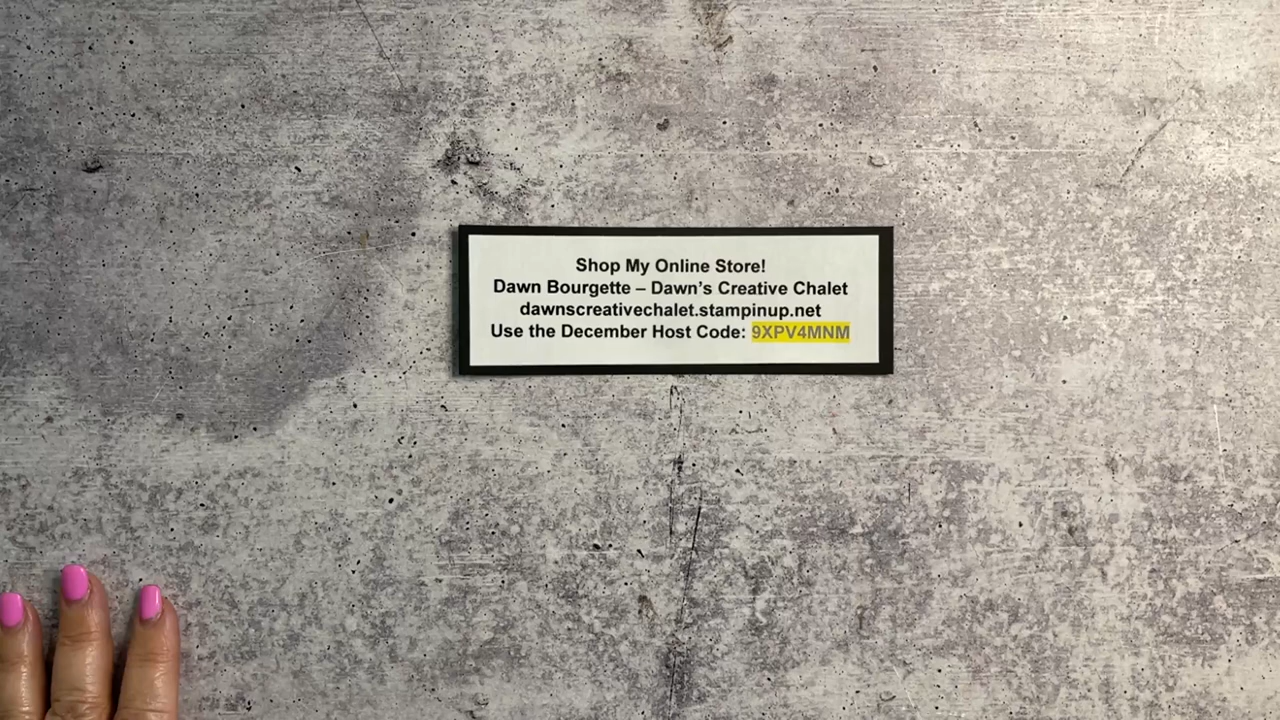 Shop My Online Store!
Dawn Bourgette – Dawn's Creative Chalet
dawnscreativechalet.stampinup.net
Use the December Host Code: 9XPV4MNM